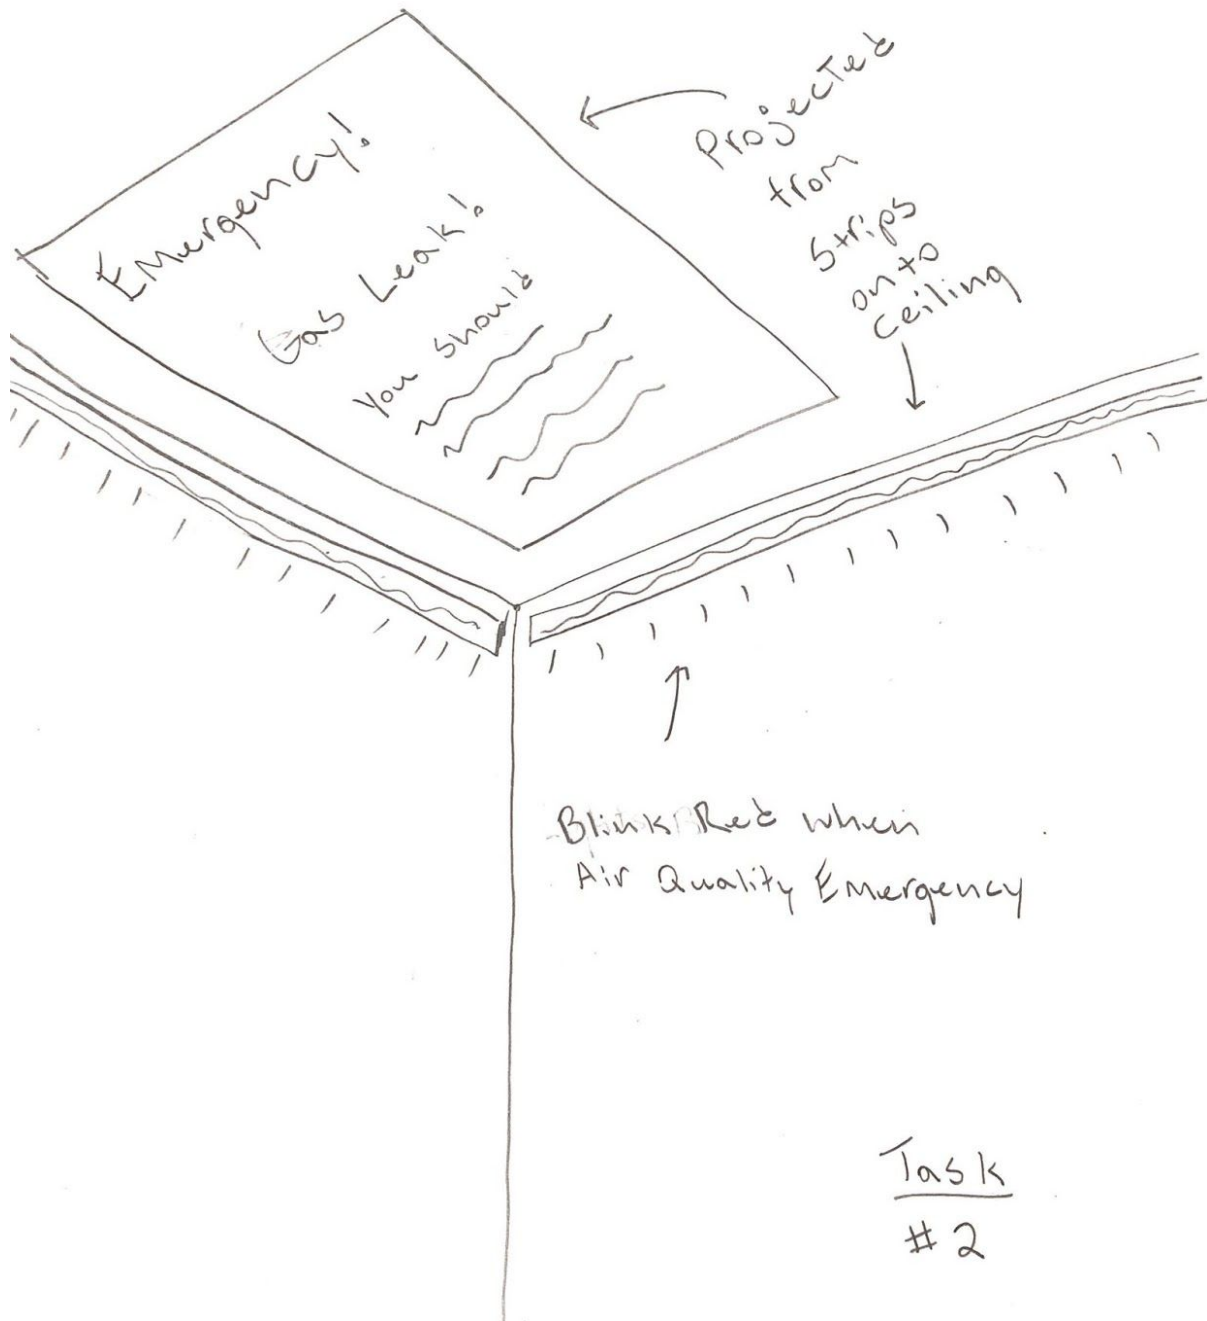 Emergency!
Gas Leak!
You should
Projected
from
Strips
onto
ceiling
Blink Red when
Air Quality Emergency
Task
#2